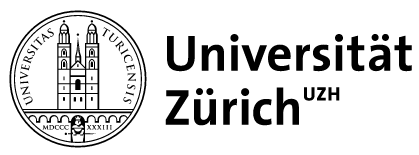 UNIVERSITAS TURICENSIS
MDCCC XXXIII
Universität
Zürich UZH